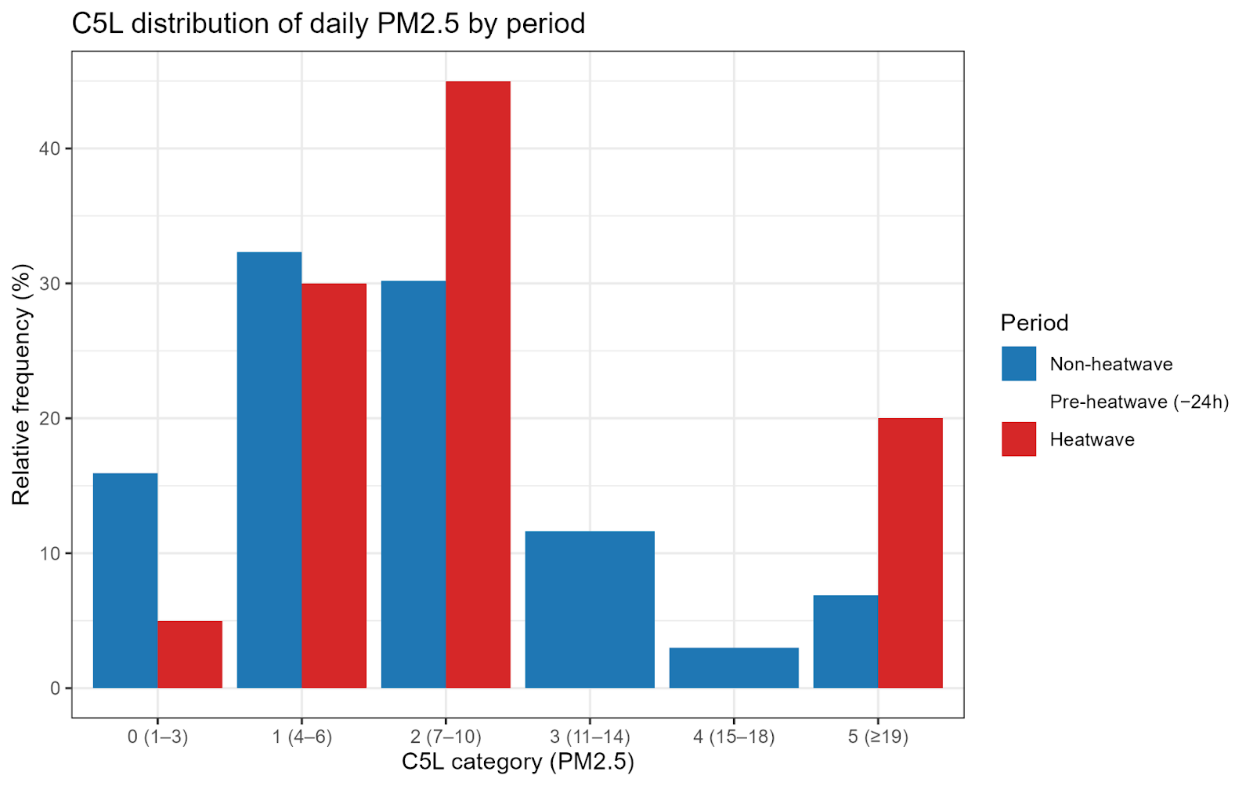 C5L distribution of daily PM2.5 by period
Relative frequency (%)
40
30
20
10
0
0 (1–3)
1 (4–6)
2 (7–10)
3 (11–14)
4 (15–18)
5 (≥19)
C5L category (PM2.5)
Period
Non-heatwave
Pre-heatwave (−24h)
Heatwave